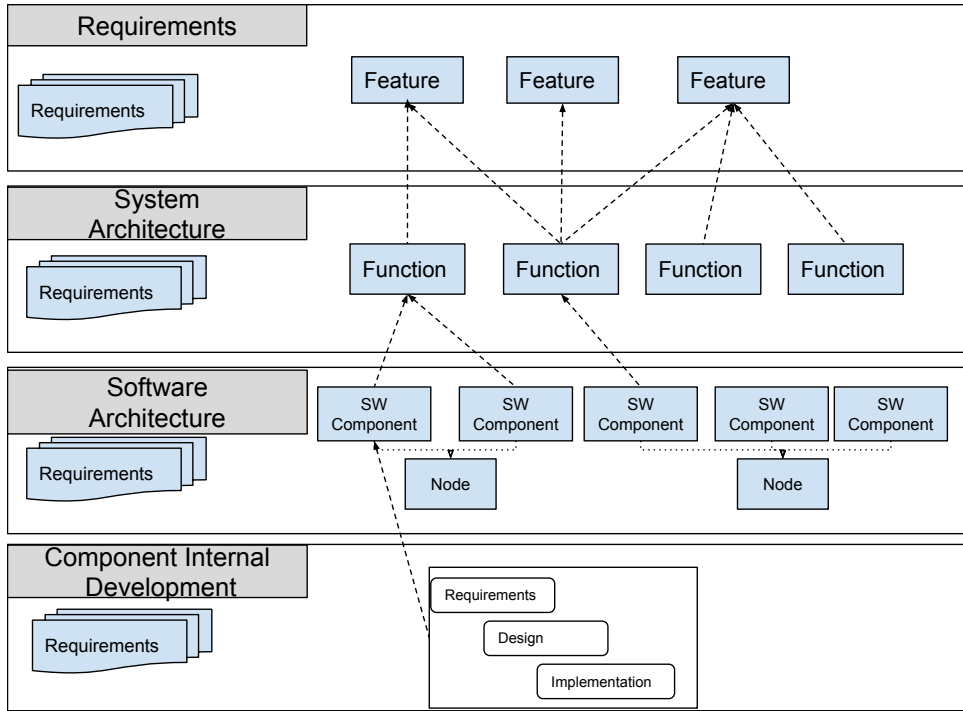 Requirements
Requirements
Feature
Feature
Feature
System
Architecture
Requirements
Function
Function
Function
Function
Software
Architecture
Requirements
SW
Component
SW
Component
SW
Component
SW
Component
SW
Component
Node
Node
Component Internal
Development
Requirements
Requirements
Design
Implementation